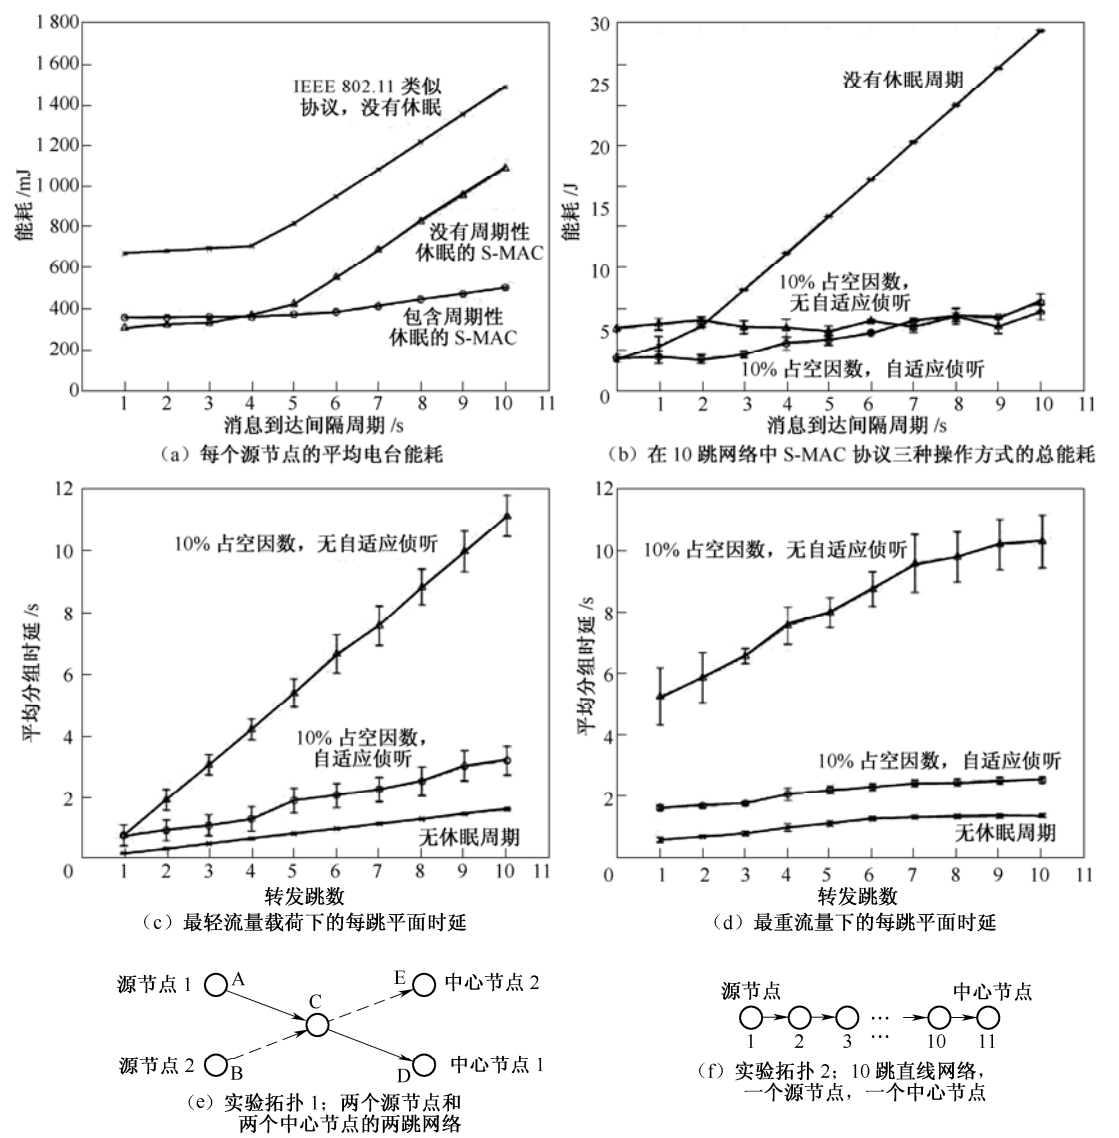 1 800
1 600
1 400
1 200
1 000
800
600
400
200
0
能耗/mJ
IEEE 802.11 类似
协议，没有休眠
没有周期性
休眠的 S-MAC
包含周期性
休眠的 S-MAC
1 2 3 4 5 6 7 8 9 10 11
消息到达间隔周期/s
（a）每个源节点的平均电台能耗
30
25
20
15
10
5
0
能耗/J
没有休眠周期
10% 占空因数，
无自适应侦听
10% 占空因数，自适应侦听
1 2 3 4 5 6 7 8 9 10 11
消息到达间隔周期/s
（b）在 10 跳网络中 S-MAC 协议三种操作方式的总能耗
12
10
8
6
4
2
0
平均分组时延/s
10% 占空因数，无自适应侦听
10% 占空因数，
自适应侦听
无休眠周期
1 2 3 4 5 6 7 8 9 10 11
转发跳数
（c）最轻流量载荷下的每跳平面时延
12
10
8
6
4
2
0
平均分组时延/s
10% 占空因数，无自适应侦听
10% 占空因数，自适应侦听
无休眠周期
1 2 3 4 5 6 7 8 9 10 11
转发跳数
（d）最重流量下的每跳平面时延
源节点 1 A
E 中心节点 2
C
源节点 2 B
D 中心节点 1
（e）实验拓扑 1；两个源节点和
两个中心节点的两跳网络
源节点 中心节点
… …
1 2 3 10 11
（f）实验拓扑 2；10 跳直线网络，
一个源节点，一个中心节点